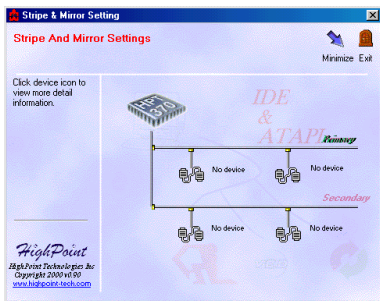 Stripe & Mirror Setting
Stripe And Mirror Settings
Minimize Exit
Click device icon to
view more detail
information.
HPT
370
IDE
&
ATAPI
Primary
No device No device
Secondary
No device No device
HighPoint
HighPoint Technologies Inc
Copyright 2000 v0.90
www.highpoint-tech.com